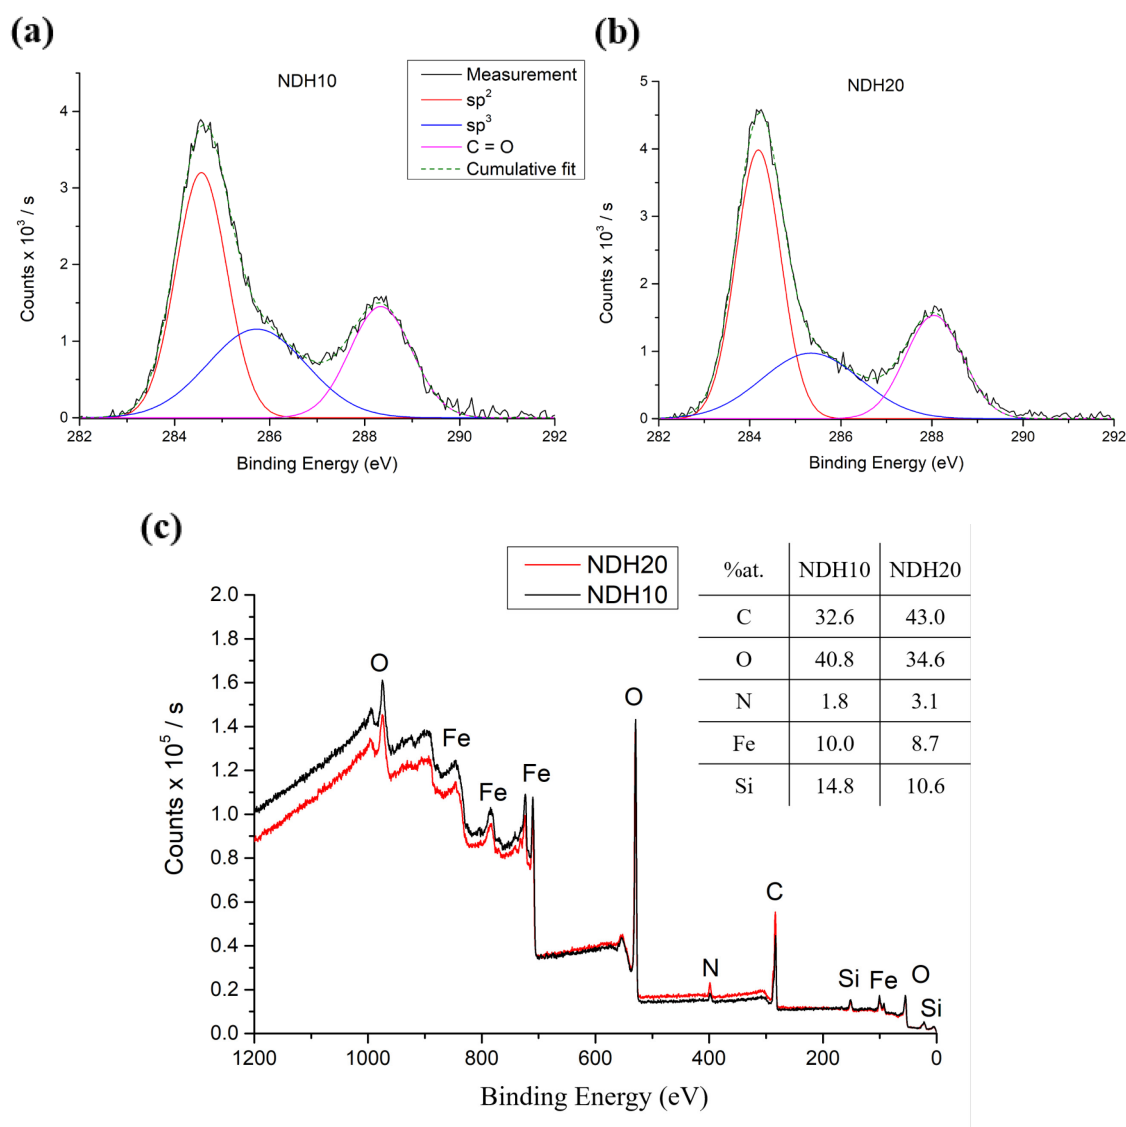 (a)
NDH10
Measurement
sp2
sp3
C = O
Cumulative fit
4
3
2
1
0
282 284 286 288 290 292
Counts x 103 / s
Binding Energy (eV)
(b)
NDH20
5
4
3
2
1
0
282 284 286 288 290 292
Counts x 103 / s
Binding Energy (eV)
(c)
NDH20
NDH10
%at. NDH10 NDH20
C 32.6 43.0
O 40.8 34.6
N 1.8 3.1
Fe 10.0 8.7
Si 14.8 10.6
2.0
1.8
1.6
1.4
1.2
1.0
0.8
0.6
0.4
0.2
0.0
Counts x 105 / s
O
Fe
Fe
Fe
O
N
C
Si
Fe
O
Si
1200 1000 800 600 400 200 0
Binding Energy (eV)